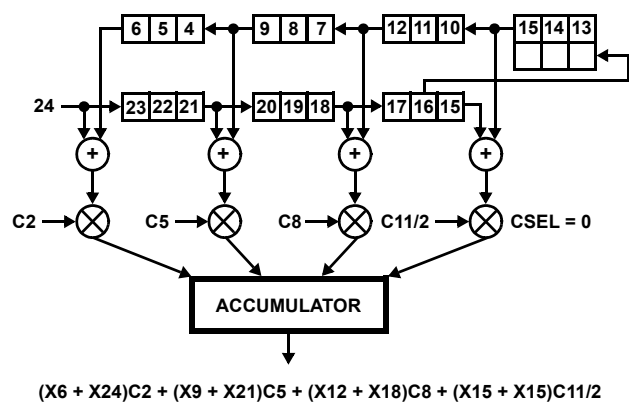 6 5 4 9 8 7 12 11 10 15 14 13
24 23 22 21 20 19 18 17 16 15
+ + + +
C2 C5 C8 C11/2 CSEL = 0
ACCUMULATOR
(X6 + X24)C2 + (X9 + X21)C5 + (X12 + X18)C8 + (X15 + X15)C11/2